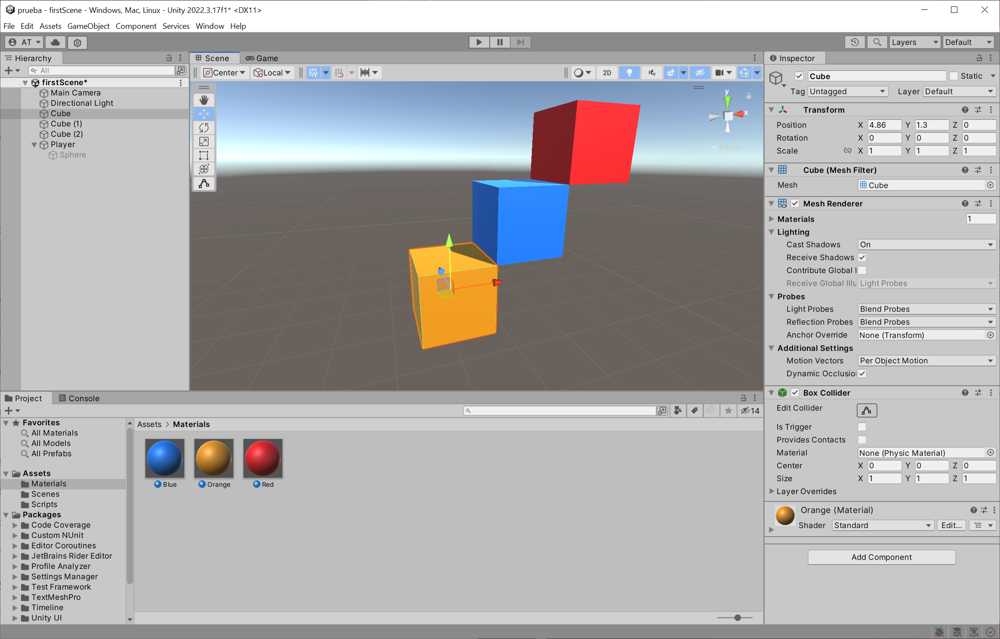 prueba - firstScene - Windows, Mac, Linux - Unity 2022.3.17f1* <DX11>
File Edit Assets GameObject Component Services Window Help
AT
Layers Default
Hierarchy
All
firstScene*
Main Camera
Directional Light
Cube
Cube (1)
Cube (2)
Player
Sphere
Scene Game
Center Local 2D
y
x
< Persp
Inspector
Cube Static
Tag Untagged Layer Default
Transform
Position X 4.86 Y 1.3 Z 0
Rotation X 0 Y 0 Z 0
Scale X 1 Y 1 Z 1
Cube (Mesh Filter)
Mesh Cube
Mesh Renderer
Materials 1
Lighting
Cast Shadows On
Receive Shadows
Contribute Global I
Receive Global Illu Light Probes
Probes
Light Probes Blend Probes
Reflection Probes Blend Probes
Anchor Override None (Transform)
Additional Settings
Motion Vectors Per Object Motion
Dynamic Occlusio
Box Collider
Edit Collider
Is Trigger
Provides Contacts
Material None (Physic Material)
Center X 0 Y 0 Z 0
Size X 1 Y 1 Z 1
Layer Overrides
Orange (Material)
Shader Standard Edit...
Add Component
Project Console
14
Favorites
All Materials
All Models
All Prefabs
Assets
Materials
Scenes
Scripts
Packages
Code Coverage
Custom NUnit
Editor Coroutines
JetBrains Rider Editor
Profile Analyzer
Settings Manager
Test Framework
TextMeshPro
Timeline
Unity UI
Assets > Materials
Blue Orange Red